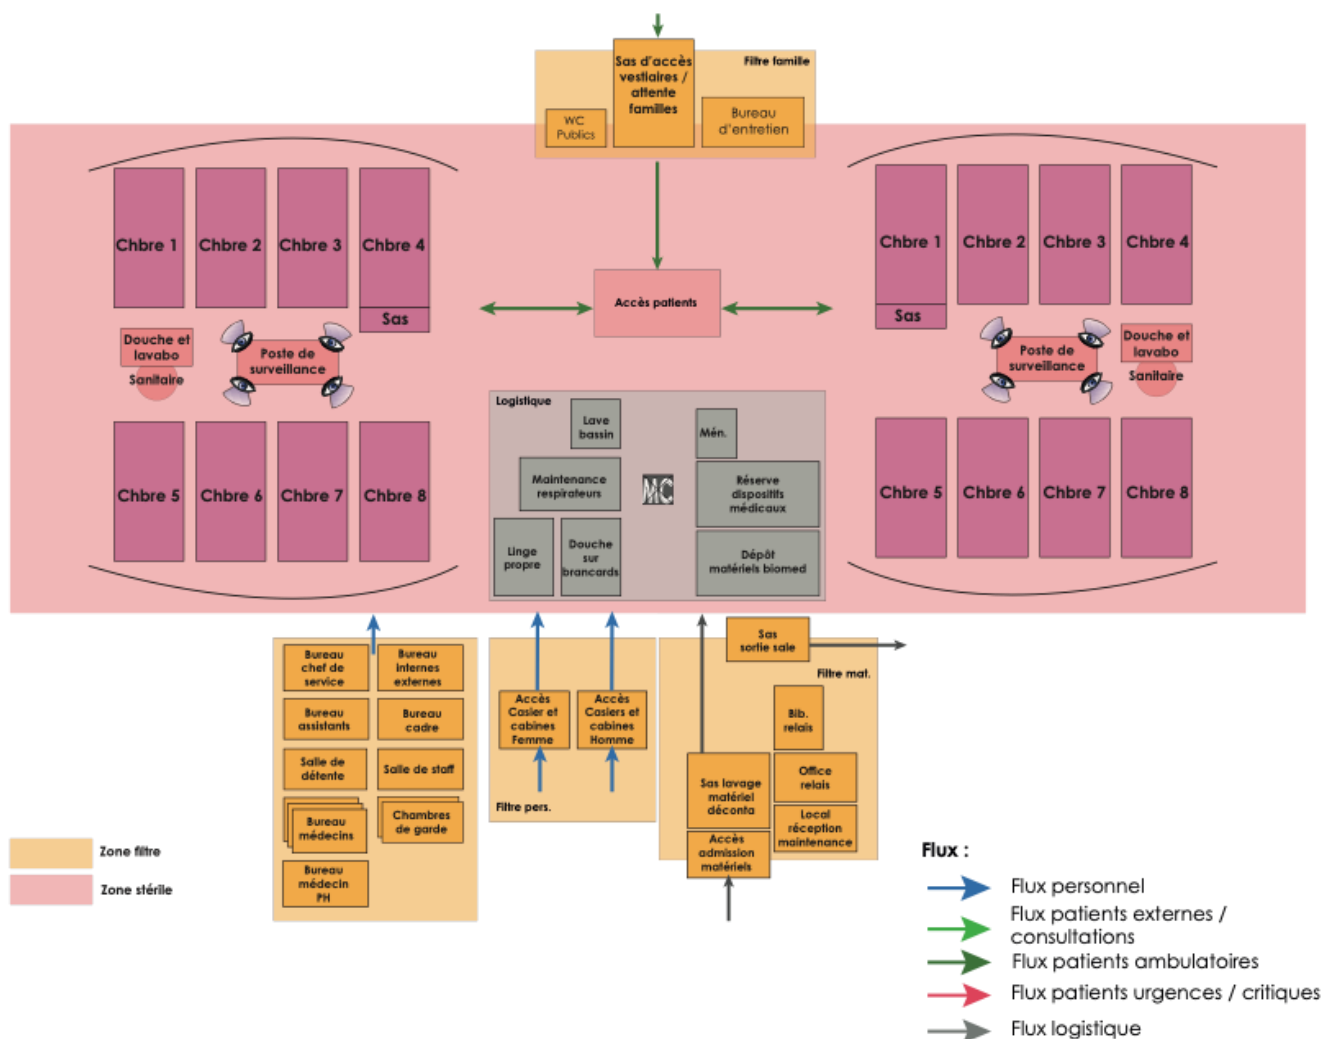 Sas d'accès
vestiaires /
attente
familles
Filtre famille
WC
Publics
Bureau
d'entretien
Chbre 1
Chbre 2
Chbre 3
Chbre 4
Sas
Douche et
lavabo
Sanitaire
Poste de
surveillance
Chbre 5
Chbre 6
Chbre 7
Chbre 8
Accès patients
Chbre 1
Chbre 2
Chbre 3
Chbre 4
Sas
Poste de
surveillance
Douche et
lavabo
Sanitaire
Chbre 5
Chbre 6
Chbre 7
Chbre 8
Logistique
Lave
bassin
Mén.
Maintenance
respirateurs
MC
Réserve
dispositifs
médicaux
Linge
propre
Douche
sur
brancards
Dépôt
matériels biomed
Bureau
chef de
service
Bureau
internes
externes
Bureau
assistants
Bureau
cadre
Salle de
détente
Salle de staff
Bureau
médecins
Chambres
de garde
Bureau
médecin
PH
Accès
Casier et
cabines
Femme
Accès
Casiers et
cabines
Homme
Filtre pers.
Sas
sortie sale
Filtre mat.
Bib.
relais
Sas lavage
matériel
déconta
Office
relais
Local
réception
maintenance
Accès
admission
matériels
Zone filtre
Zone stérile
Flux :
Flux personnel
Flux patients externes /
consultations
Flux patients ambulatoires
Flux patients urgences / critiques
Flux logistique